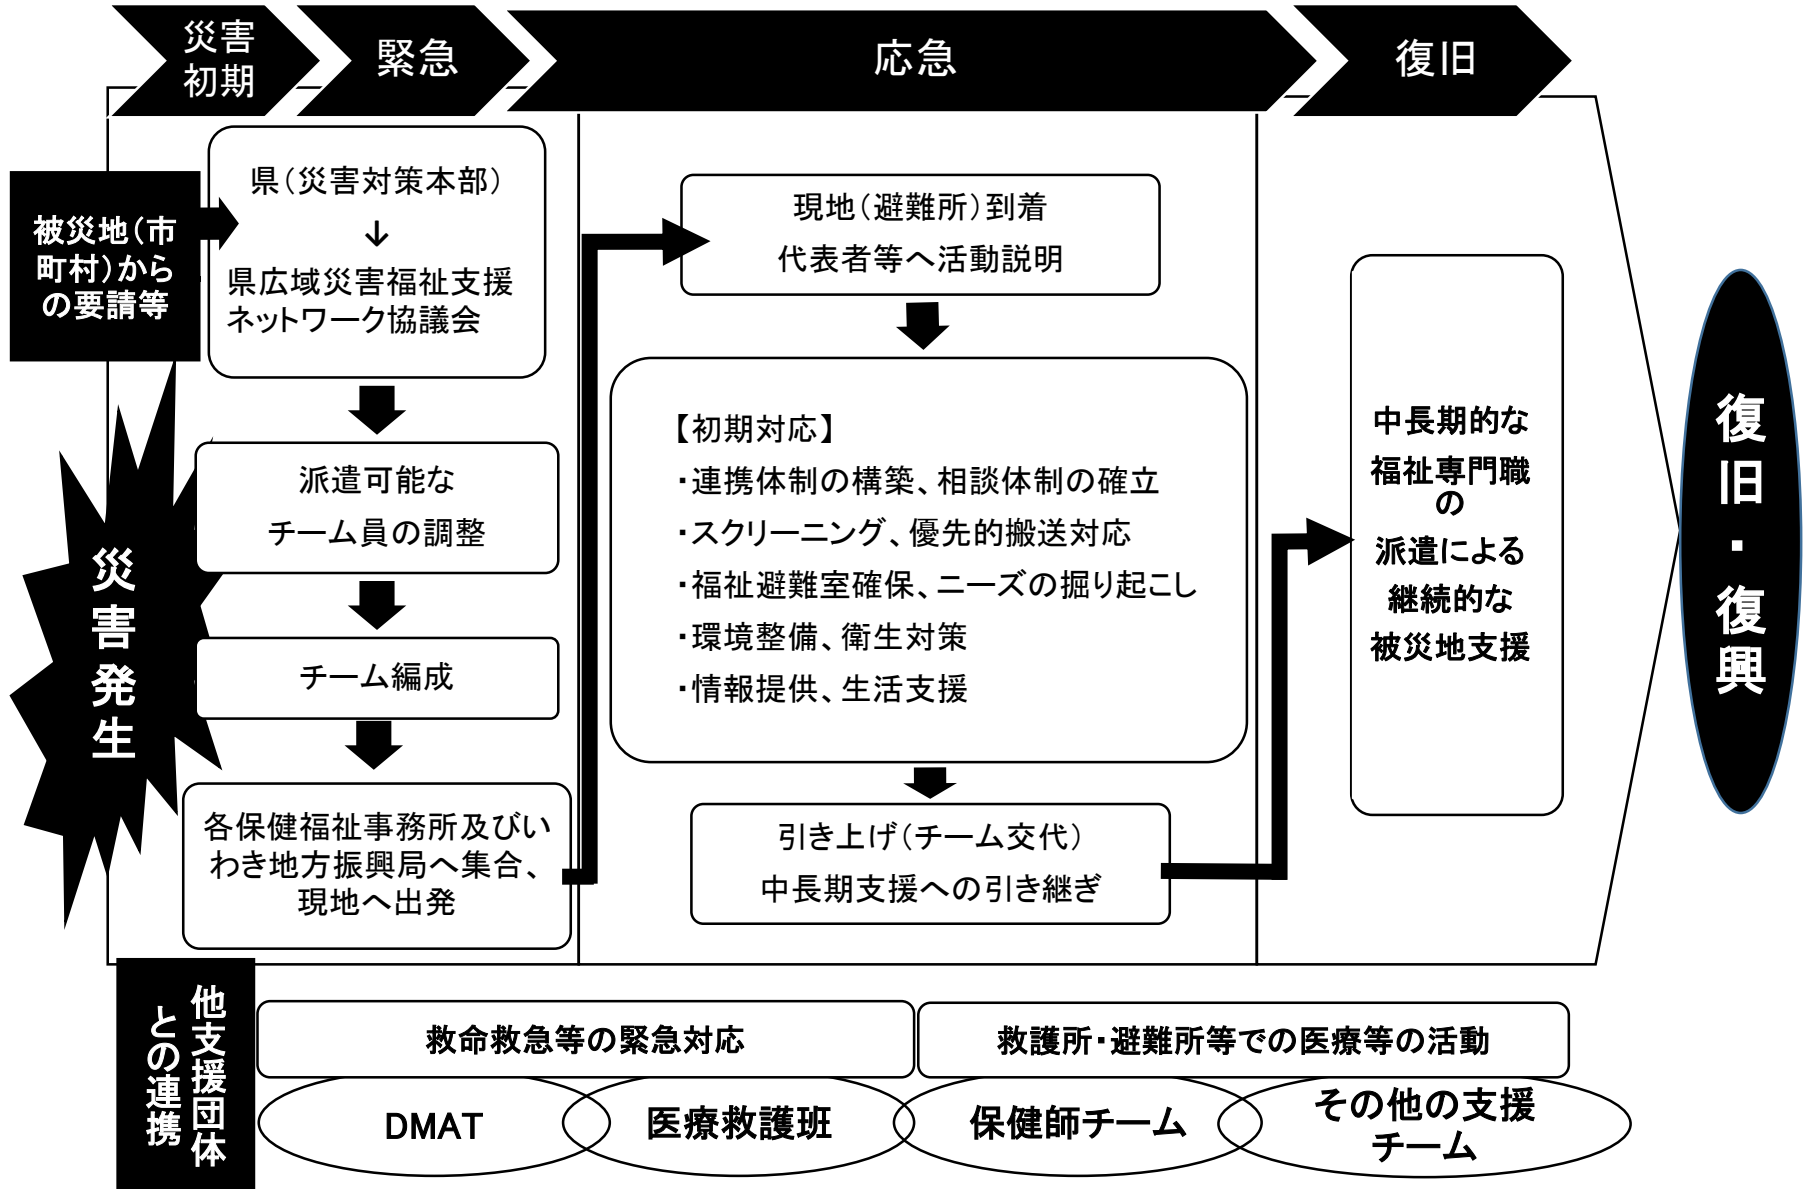 災害
初期
緊急
応急
復旧
被災地（市
町村）から
の要請等
災害発生
県（災害対策本部）
↓
県広域災害福祉支援
ネットワーク協議会
派遣可能な
チーム員の調整
チーム編成
各保健福祉事務所及びい
わき地方振興局へ集合、
現地へ出発
現地（避難所）到着
代表者等へ活動説明
【初期対応】
・連携体制の構築、相談体制の確立
・スクリーニング、優先的搬送対応
・福祉避難室確保、ニーズの掘り起こし
・環境整備、衛生対策
・情報提供、生活支援
引き上げ（チーム交代）
中長期支援への引き継ぎ
中長期的な
福祉専門職
の
派遣による
継続的な
被災地支援
復旧・復興
他支援団体
との連携
救命救急等の緊急対応
救護所・避難所等での医療等の活動
DMAT
医療救護班
保健師チーム
その他の支援
チーム